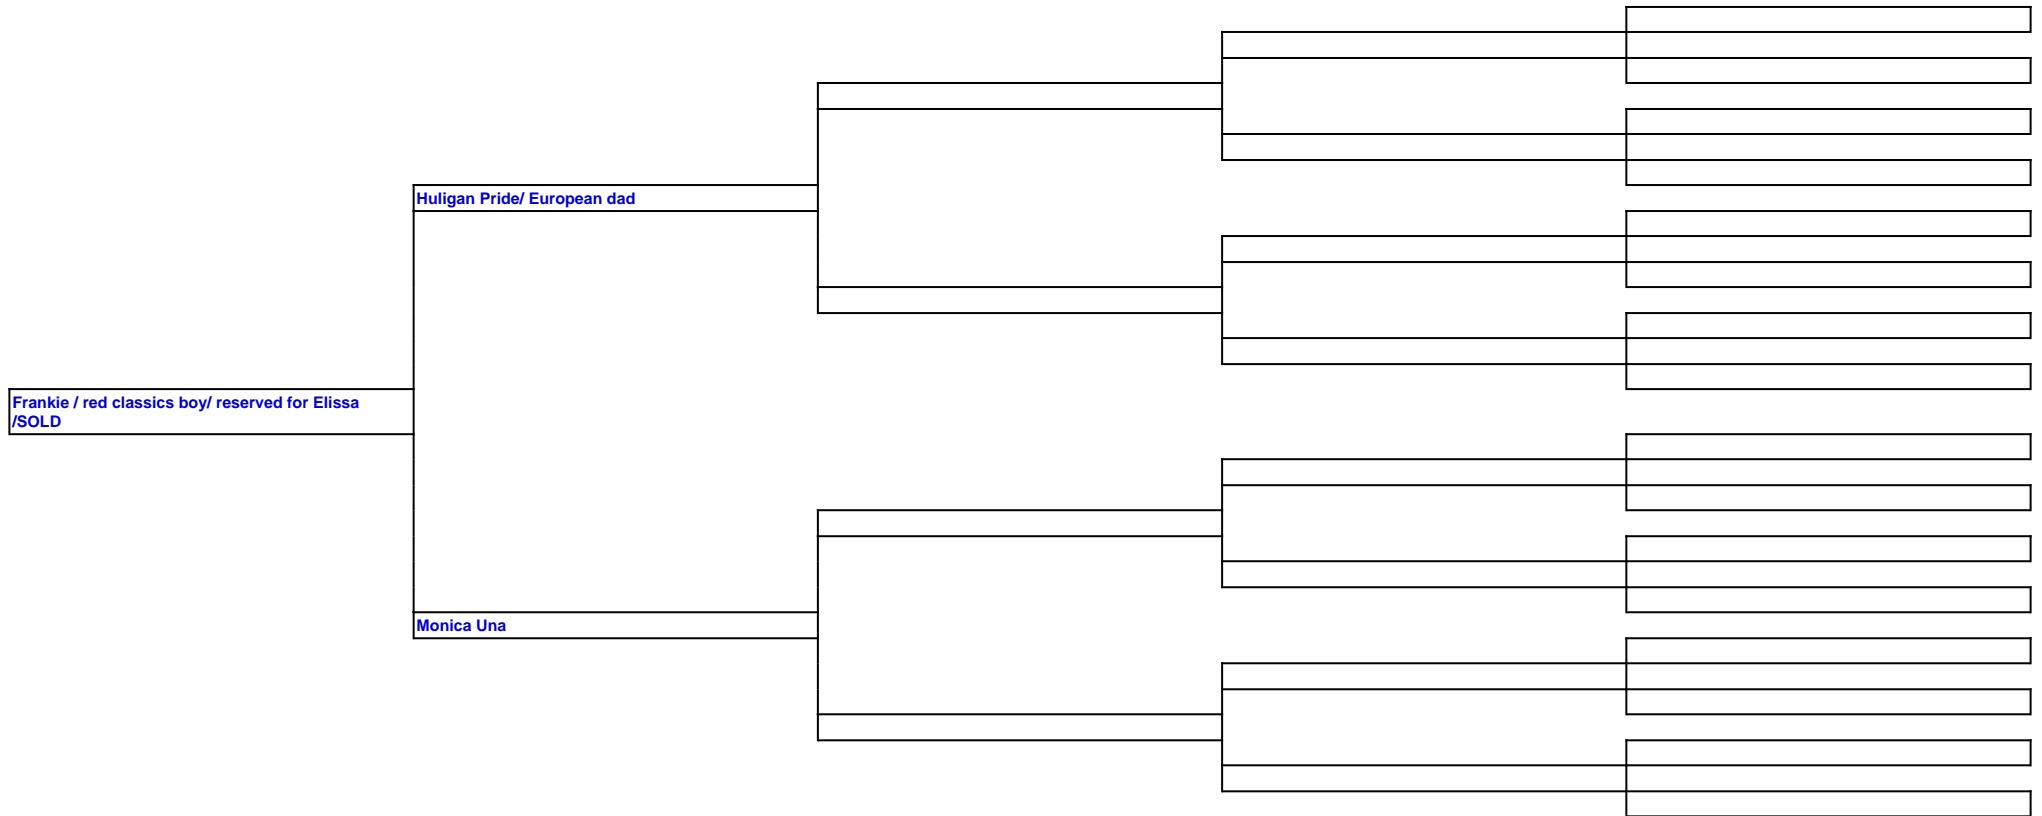 Huligan Pride/ European dad
Frankie / red classics boy/ reserved for Elissa
/SOLD
Monica Una